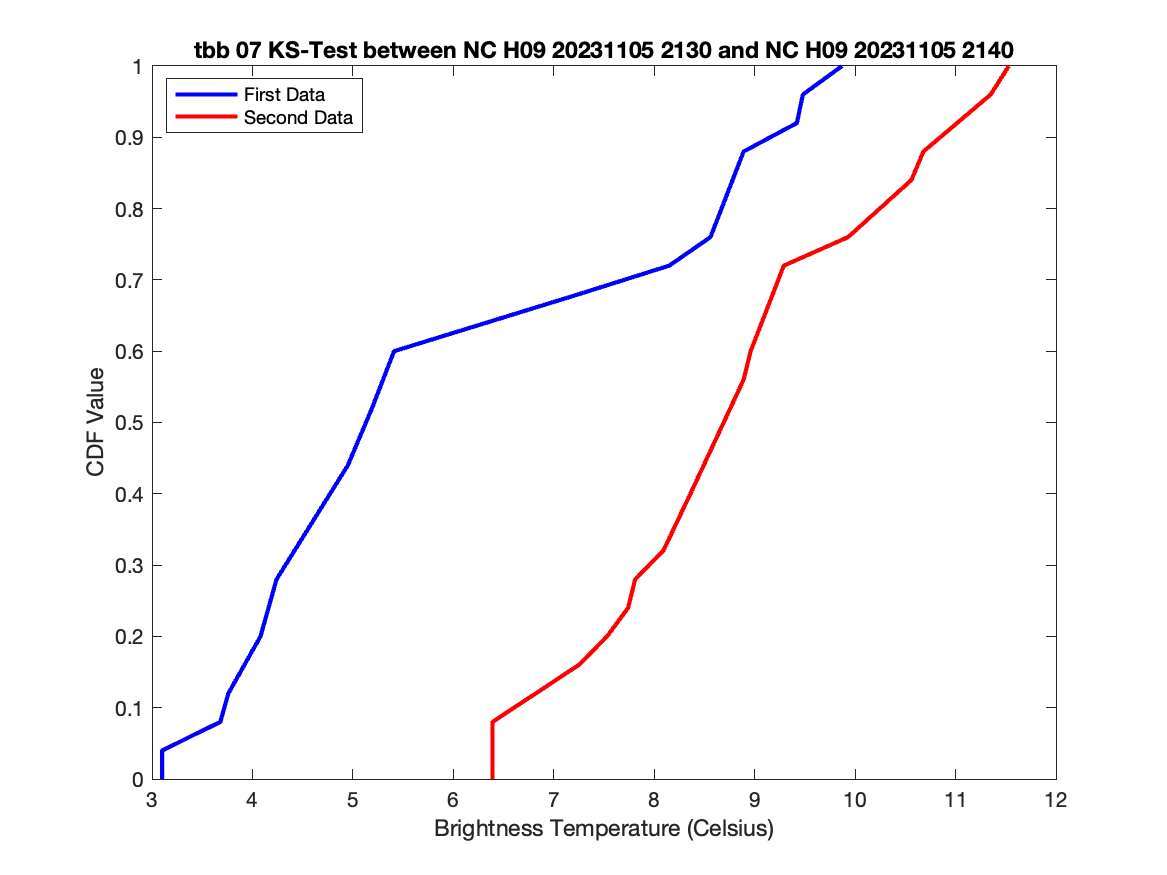 tbb 07 KS-Test between NC H09 20231105 2130 and NC H09 20231105 2140
First Data
Second Data
1
0.9
0.8
0.7
0.6
0.5
0.4
0.3
0.2
0.1
0
CDF Value
3 4 5 6 7 8 9 10 11 12
Brightness Temperature (Celsius)